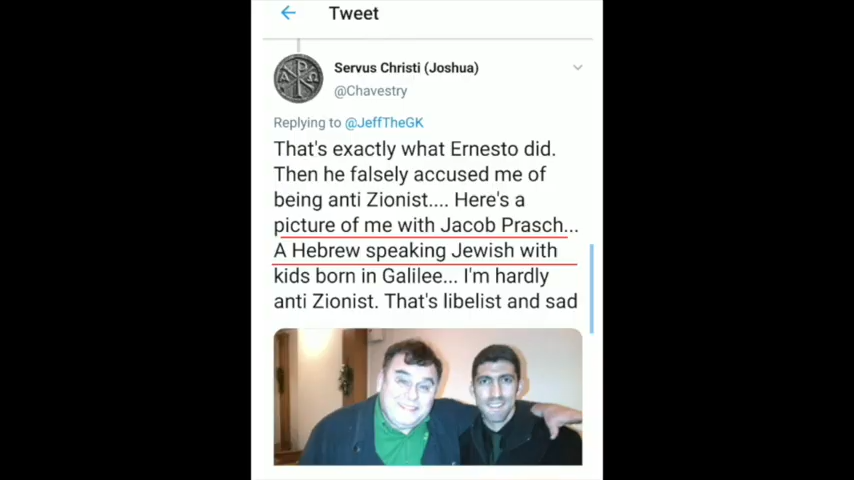 Tweet
Servus Christi (Joshua)
@Chavestry
Replying to @JeffTheGK
That's exactly what Ernesto did.
Then he falsely accused me of
being anti Zionist.... Here's a
picture of me with Jacob Prasch...
A Hebrew speaking Jewish with
kids born in Galilee... I'm hardly
anti Zionist. That's libelist and sad